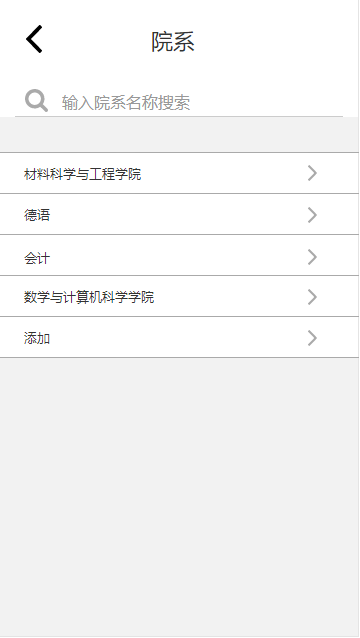 院系
输入院系名称搜索
材料科学与工程学院
德语
会计
数学与计算机科学学院
添加